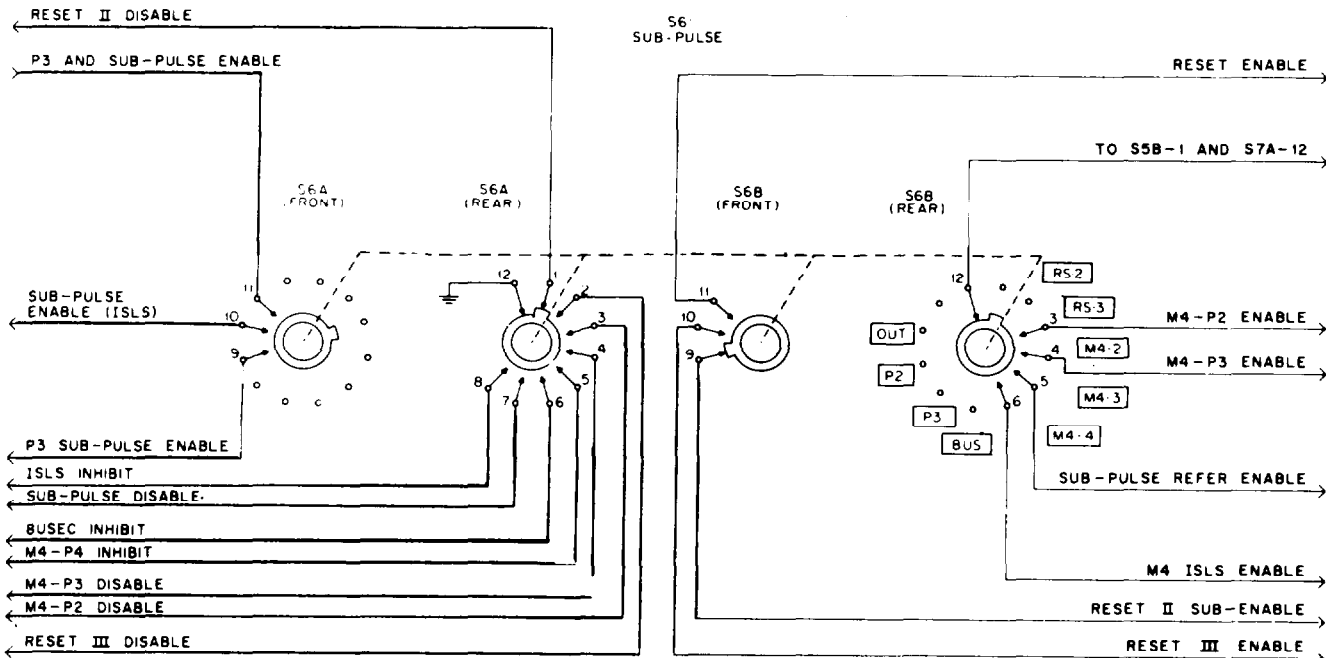 RESET II DISABLE
S6
SUB-PULSE
P3 AND SUB-PULSE ENABLE
RESET ENABLE
TO S5B-1 AND S7A-12
S6A
(FRONT)
S6A
(REAR)
S6B
(FRONT)
S6B
(REAR)
12 1 2 3 4 5 6 7 8
11 10 9
11 10 9
12 3 4 5 6
RS-2
RS-3
M4-2
M4-3
M4-4
OUT
P2
P3
BUS
SUB-PULSE
ENABLE (ISLS)
M4-P2 ENABLE
M4-P3 ENABLE
P3 SUB-PULSE ENABLE
ISLS INHIBIT
SUB-PULSE DISABLE
SUB-PULSE REFER ENABLE
8USEC INHIBIT
M4-P4 INHIBIT
M4-P3 DISABLE
M4 ISLS ENABLE
M4-P2 DISABLE
RESET II SUB-ENABLE
RESET III DISABLE
RESET III ENABLE